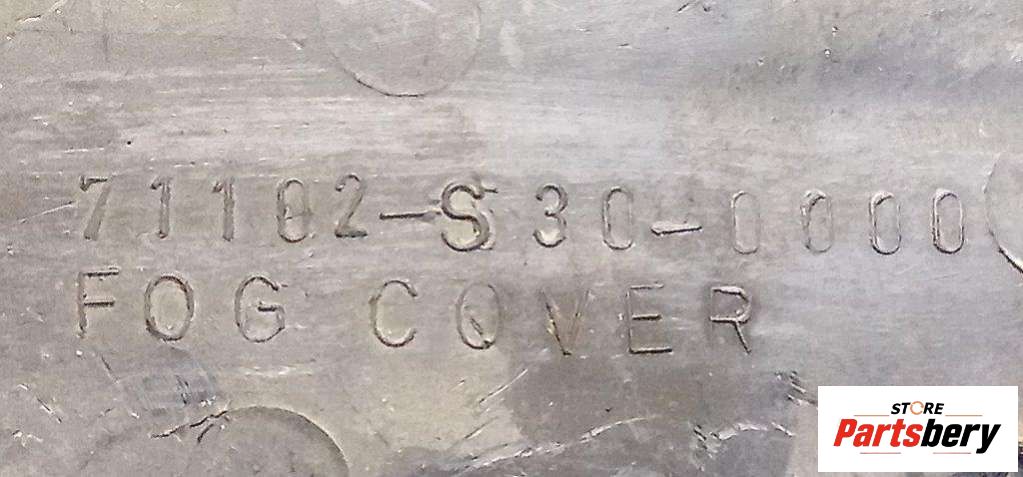 71102-S30-0000
FOG COVER
STORE
Partsbery